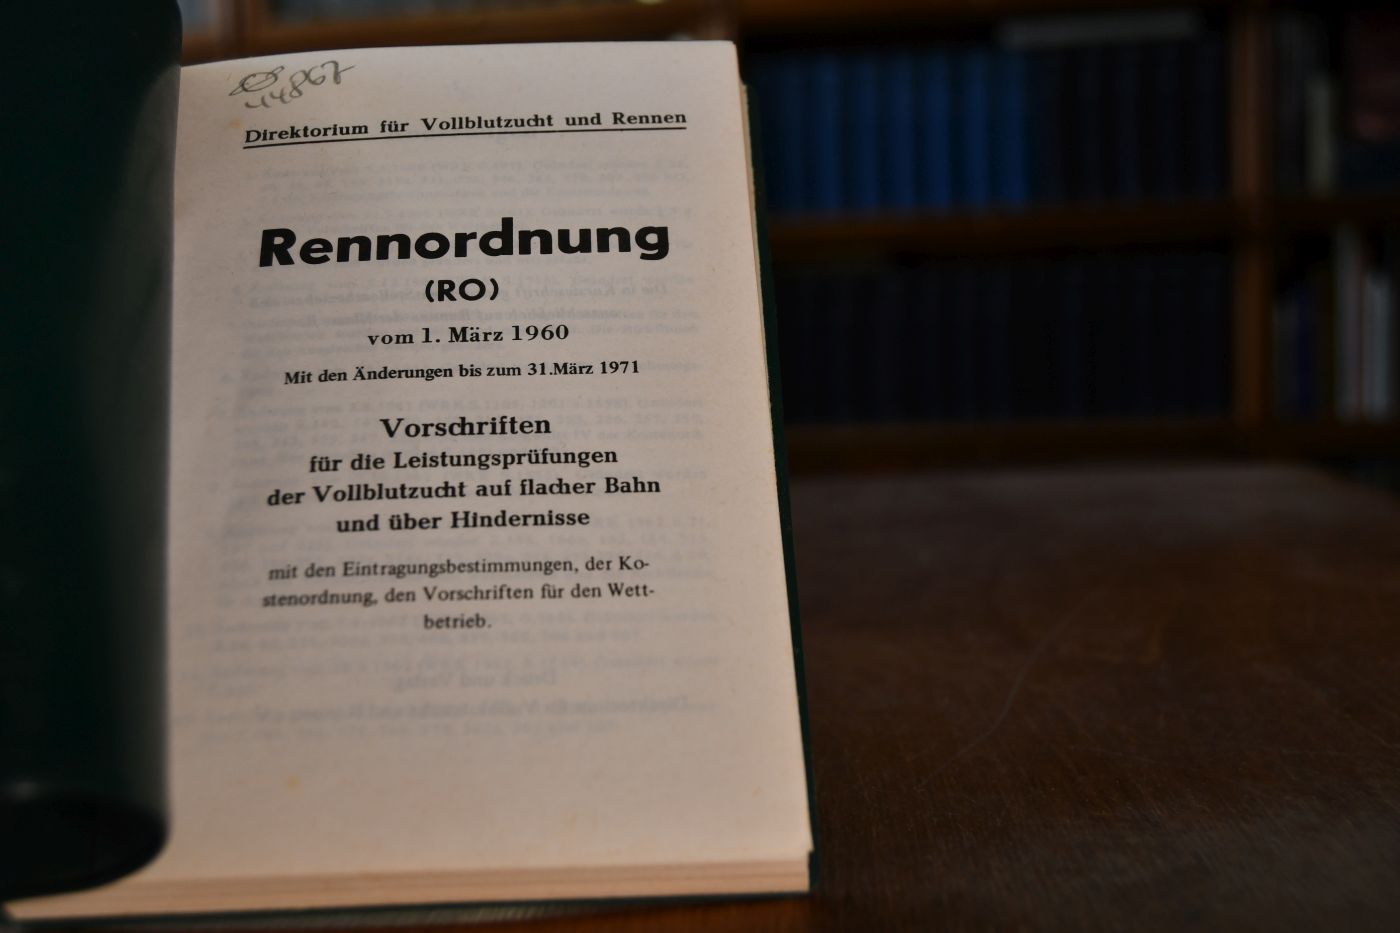 44867
Direktorium für Vollblutzucht und Rennen
Rennordnung
(RO)
vom 1. März 1960
Mit den Änderungen bis zum 31.März 1971
Vorschriften
für die Leistungsprüfungen
der Vollblutzucht auf flacher Bahn
und über Hindernisse
mit den Eintragungsbestimmungen, der Ko-
stenordnung, den Vorschriften für den Wett-
betrieb.